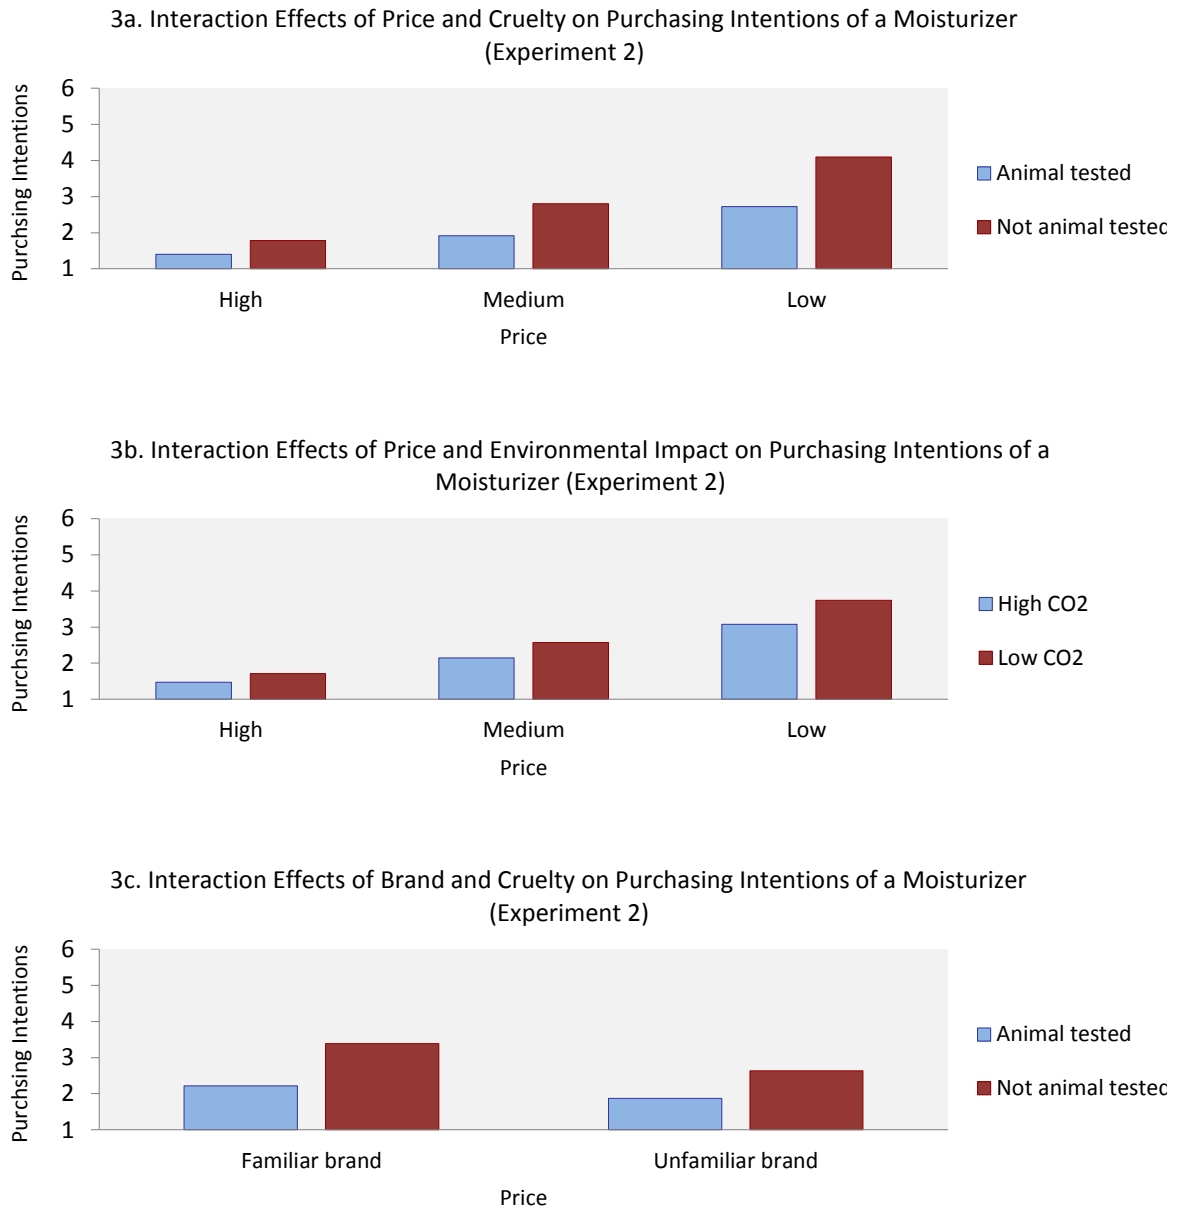 3a. Interaction Effects of Price and Cruelty on Purchasing Intentions of a Moisturizer
(Experiment 2)
Purchsing Intentions
6
5
4
3
2
1
High
Medium
Low
Price
Animal tested
Not animal tested
3b. Interaction Effects of Price and Environmental Impact on Purchasing Intentions of a
Moisturizer (Experiment 2)
Purchsing Intentions
6
5
4
3
2
1
High
Medium
Low
Price
High CO2
Low CO2
3c. Interaction Effects of Brand and Cruelty on Purchasing Intentions of a Moisturizer
(Experiment 2)
Purchsing Intentions
6
5
4
3
2
1
Familiar brand
Unfamiliar brand
Price
Animal tested
Not animal tested